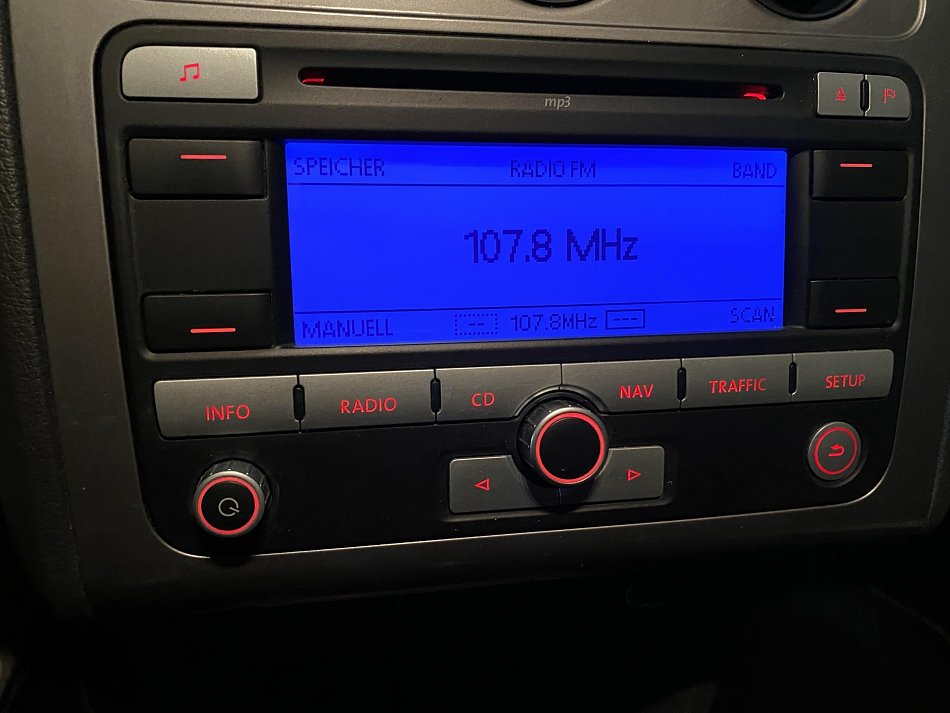 mp3
SPEICHER RADIO FM BAND
107.8 MHz
MANUELL -- 107.8MHz --- SCAN
INFO RADIO CD NAV TRAFFIC SETUP